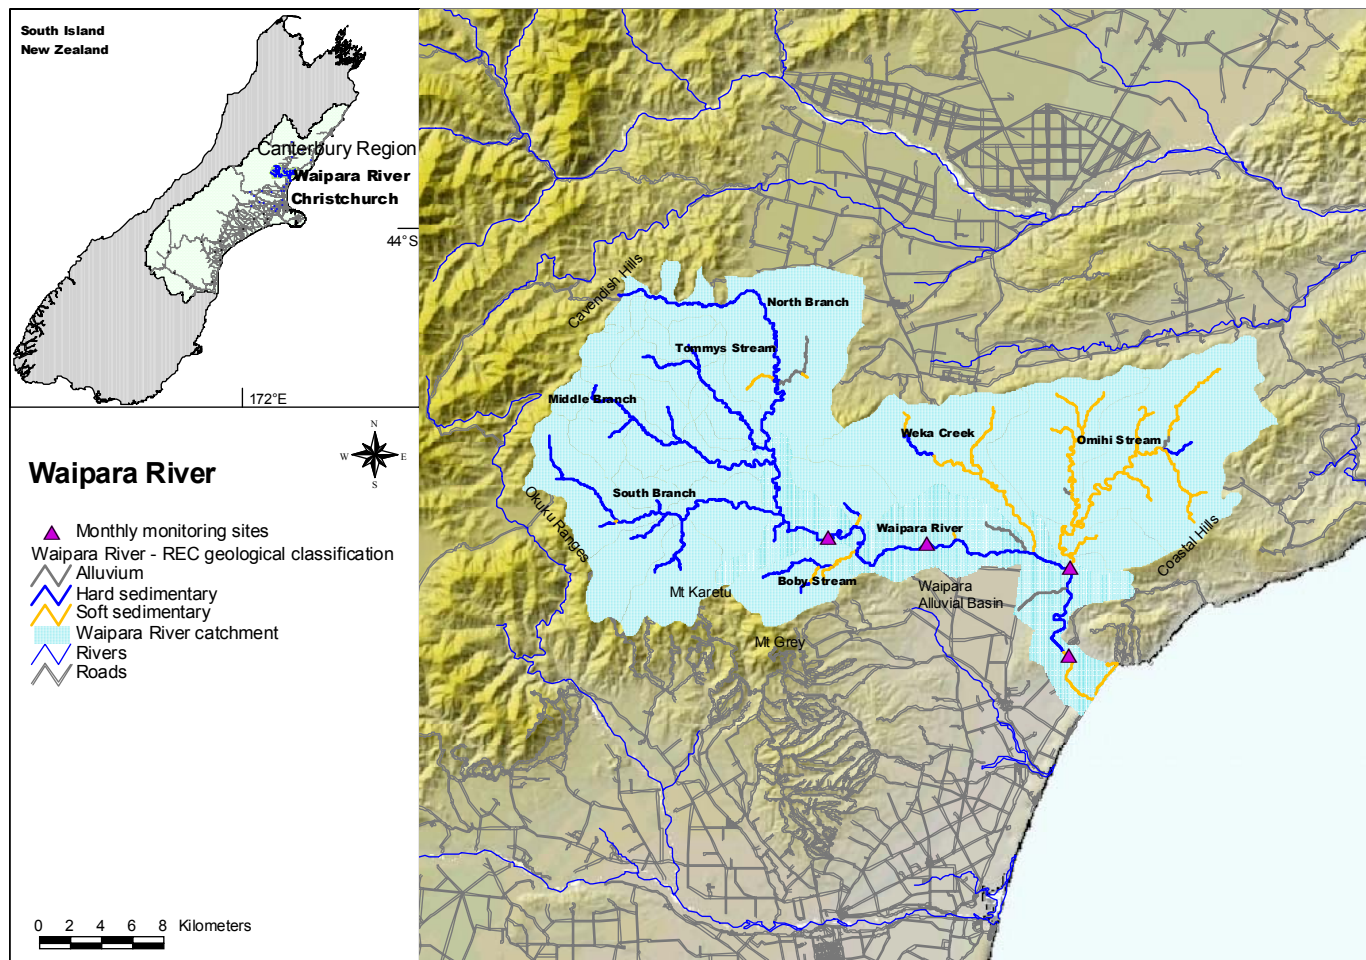 South Island
New Zealand
Canterbury Region
Waipara River
Christchurch
44°S
172°E
N
W E
S
Waipara River
Monthly monitoring sites
Waipara River - REC geological classification
Alluvium
Hard sedimentary
Soft sedimentary
Waipara River catchment
Rivers
Roads
0 2 4 6 8 Kilometers
Cavendish Hills
North Branch
Tommys Stream
Middle Branch
Weka Creek
Omihi Stream
South Branch
Okuku Ranges
Waipara River
Coastal Hills
Boby Stream
Mt Karetu
Waipara
Alluvial Basin
Mt Grey